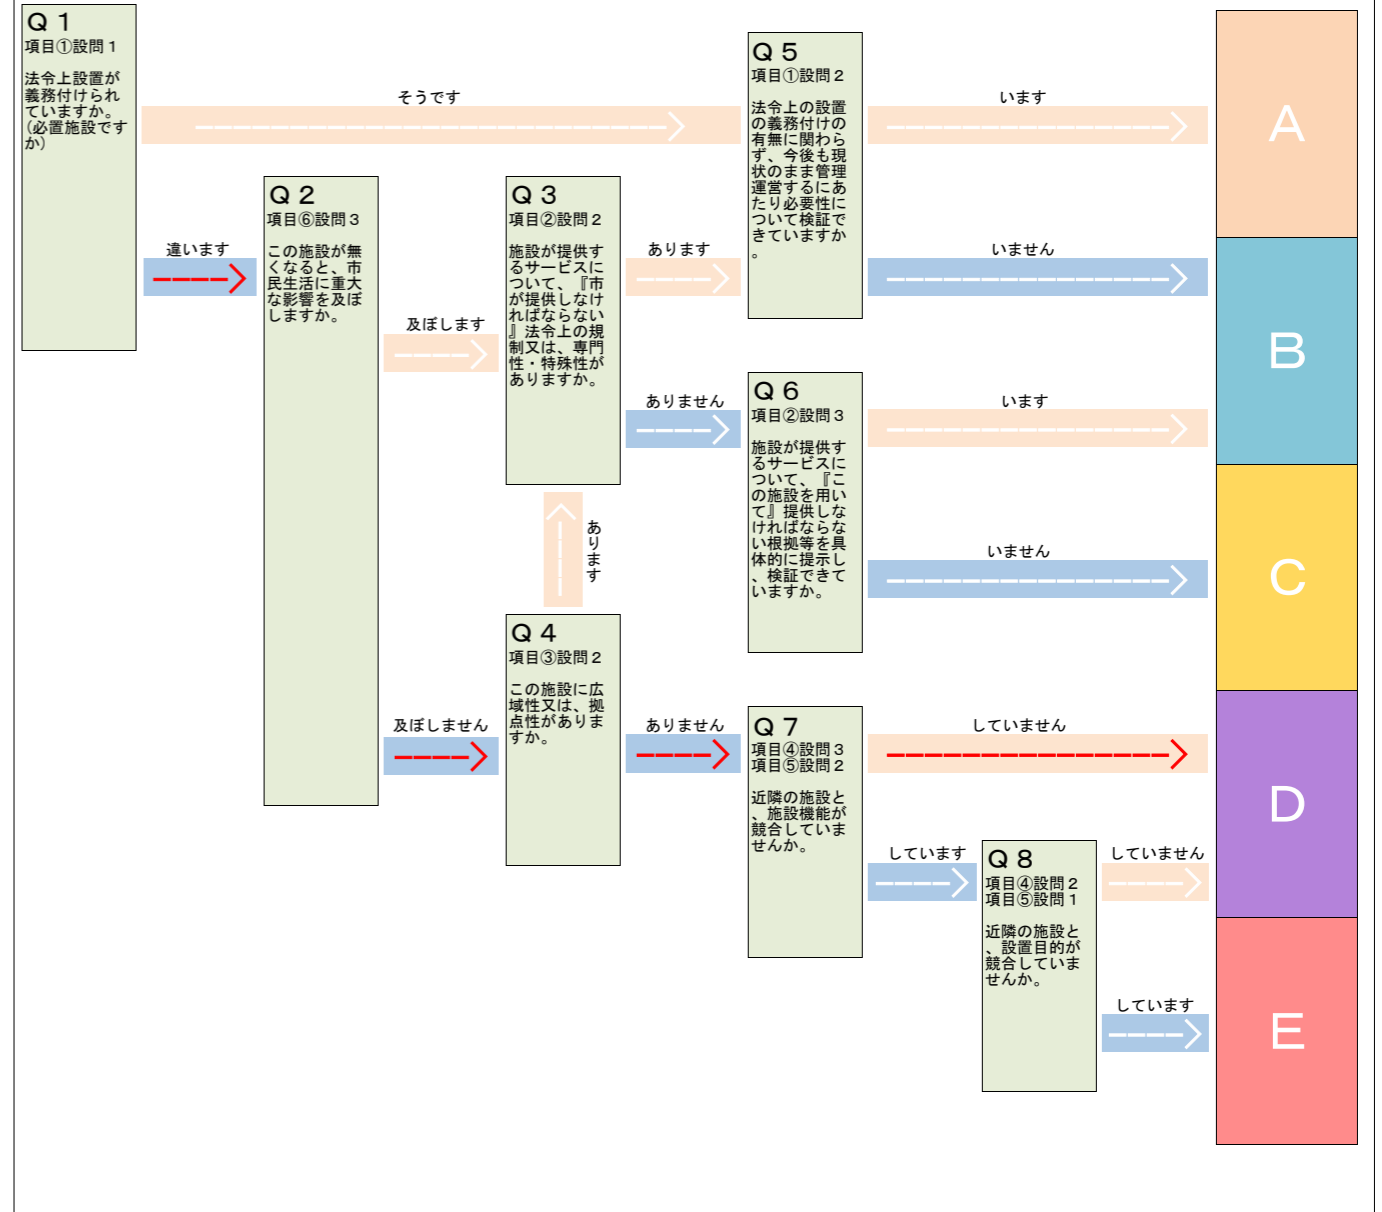 Ｑ１
項目①設問１
法令上設置が
義務付けられ
ていますか。
(必置施設です
か)
そうです
違います
Ｑ２
項目⑥設問３
この施設が無
くなると、市
民生活に重大
な影響を及ぼ
しますか。
及ぼします
及ぼしません
Ｑ３
項目②設問２
施設が提供す
るサービスに
ついて、『市
が提供しなけ
ればならない
』法令上の規
制又は、専門
性・特殊性が
ありますか。
あります
ありません
あります
Ｑ４
項目③設問２
この施設に広
域性又は、拠
点性がありま
すか。
ありません
Ｑ５
項目①設問２
法令上の設置
の義務付けの
有無に関わら
ず、今後も現
状のまま管理
運営するにあ
たり必要性に
ついて検証で
きていますか
。
います
いません
Ｑ６
項目②設問３
施設が提供す
るサービスに
ついて、『こ
の施設を用い
て』提供しな
ければならな
い根拠等を具
体的に提示し
、検証できて
いますか。
います
いません
Ｑ７
項目④設問３
項目⑤設問２
近隣の施設と
、施設機能が
競合していま
せんか。
していません
しています
Ｑ８
項目④設問２
項目⑤設問１
近隣の施設と
、設置目的が
競合していま
せんか。
していません
しています
Ａ
Ｂ
Ｃ
Ｄ
Ｅ